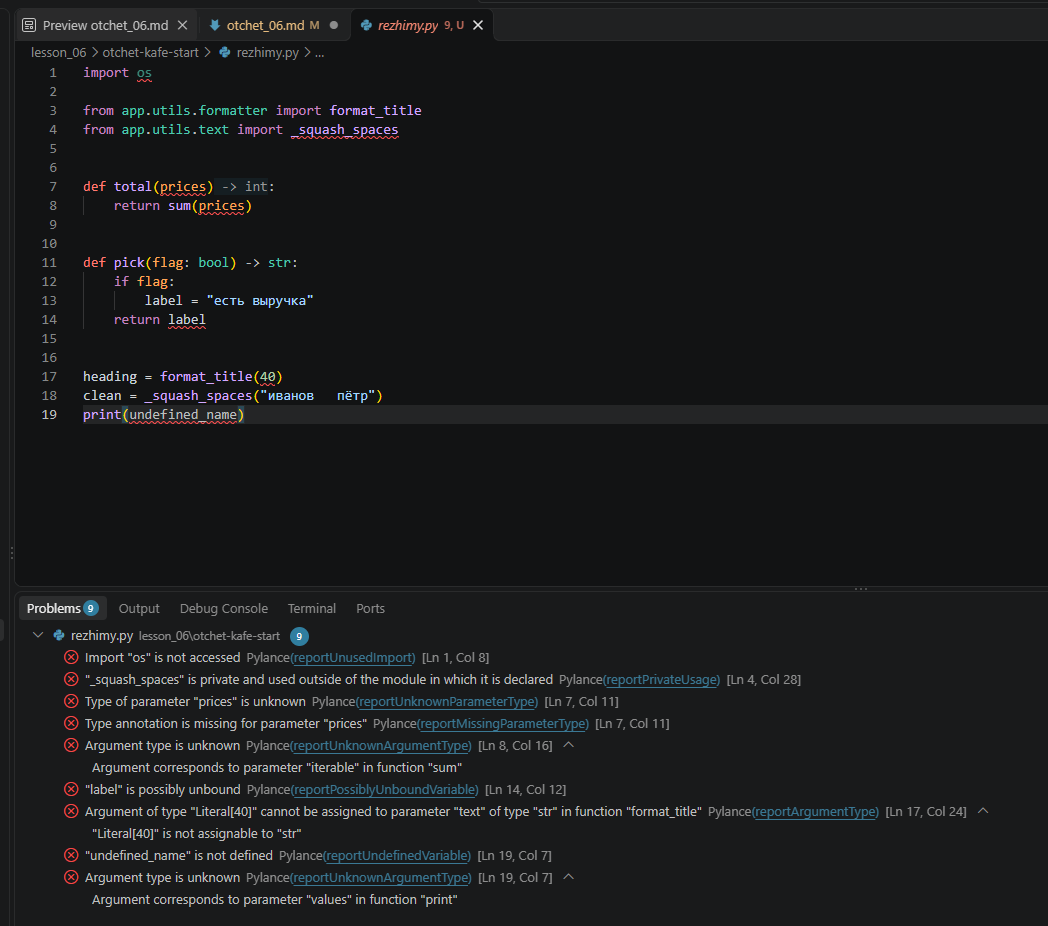 Preview otchet_06.md
otchet_06.md M
rezhimy.py 9, U
lesson_06 > otchet-kafe-start > rezhimy.py > ...
1 import os
2
3 from app.utils.formatter import format_title
4 from app.utils.text import _squash_spaces
5
6
7 def total(prices) -> int:
8 return sum(prices)
9
10
11 def pick(flag: bool) -> str:
12 if flag:
13 label = "есть выручка"
14 return label
15
16
17 heading = format_title(40)
18 clean = _squash_spaces("иванов   пётр")
19 print(undefined_name)
Problems 9 Output Debug Console Terminal Ports
rezhimy.py lesson_06\otchet-kafe-start 9
Import "os" is not accessed Pylance(reportUnusedImport) [Ln 1, Col 8]
"_squash_spaces" is private and used outside of the module in which it is declared Pylance(reportPrivateUsage) [Ln 4, Col 28]
Type of parameter "prices" is unknown Pylance(reportUnknownParameterType) [Ln 7, Col 11]
Type annotation is missing for parameter "prices" Pylance(reportMissingParameterType) [Ln 7, Col 11]
Argument type is unknown Pylance(reportUnknownArgumentType) [Ln 8, Col 16]
Argument corresponds to parameter "iterable" in function "sum"
"label" is possibly unbound Pylance(reportPossiblyUnboundVariable) [Ln 14, Col 12]
Argument of type "Literal[40]" cannot be assigned to parameter "text" of type "str" in function "format_title" Pylance(reportArgumentType) [Ln 17, Col 24]
"Literal[40]" is not assignable to "str"
"undefined_name" is not defined Pylance(reportUndefinedVariable) [Ln 19, Col 7]
Argument type is unknown Pylance(reportUnknownArgumentType) [Ln 19, Col 7]
Argument corresponds to parameter "values" in function "print"